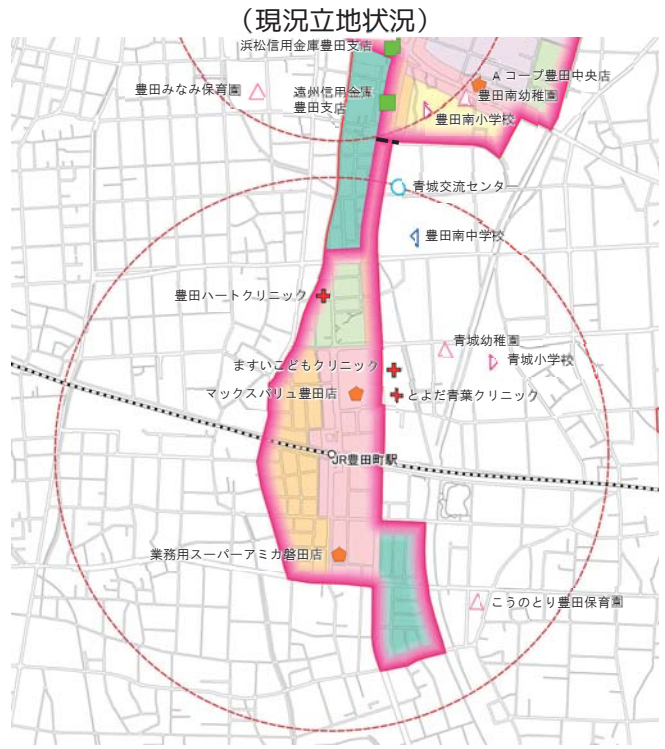 （現況立地状況）
浜松信用金庫豊田支店
Aコープ豊田中央店
豊田みなみ保育園
遠州信用金庫
豊田支店
豊田南幼稚園
豊田南小学校
青城交流センター
豊田南中学校
豊田ハートクリニック
青城幼稚園
青城小学校
ますいこどもクリニック
マックスバリュ豊田店
とよだ青葉クリニック
JR豊田町駅
業務用スーパーアミカ磐田店
こうのとり豊田保育園